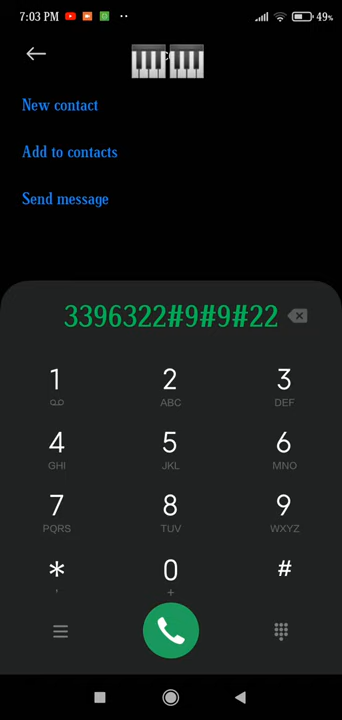 7:03 PM
49%
New contact
Add to contacts
Send message
3396322#9#9#22
1 2 3
ABC DEF
4 5 6
GHI JKL MNO
7 8 9
PQRS TUV WXYZ
* 0 #
, +